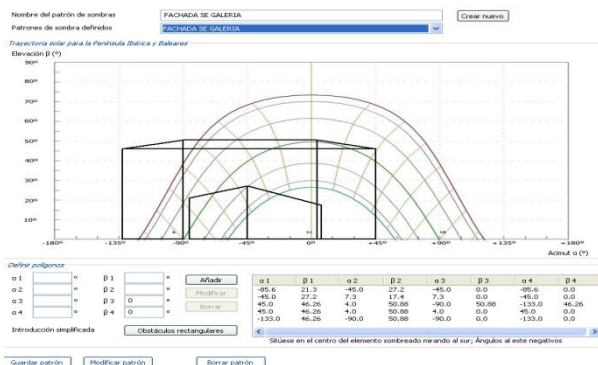 Nombre del patrón de sombras FACHADA SE GALERIA Crear nuevo
Patrones de sombra definidos FACHADA SE GALERIA
Trayectoria solar para la Península Ibérica y Baleares
Elevación β (º)
90º
80º
70º
60º
50º
40º
30º
20º
10º
-180º -135º -90º -45º 0º +45º +90º +135º +180º
Acimut α (º)
Definir polígonos
α 1 º β 1 º Añadir
α 2 º β 2 º Modificar
α 3 º β 3 0 º Borrar
α 4 º β 4 0 º
Introducción simplificada Obstáculos rectangulares
α 1 β 1 α 2 β 2 α 3 β 3 α 4 β 4
-85.6 21.3 -45.0 27.2 -45.0 0.0 -85.6 0.0
-45.0 27.2 7.3 17.4 7.3 0.0 -45.0 0.0
45.0 46.26 4.0 50.88 -90.0 50.88 -133.0 46.26
45.0 46.26 4.0 50.88 4.0 0.0 45.0 0.0
-133.0 46.26 -90.0 50.88 -90.0 0.0 -133.0 0.0
Sitúese en el centro del elemento sombreado mirando al sur; Ángulos al este negativos
Guardar patrón Modificar patrón Borrar patrón